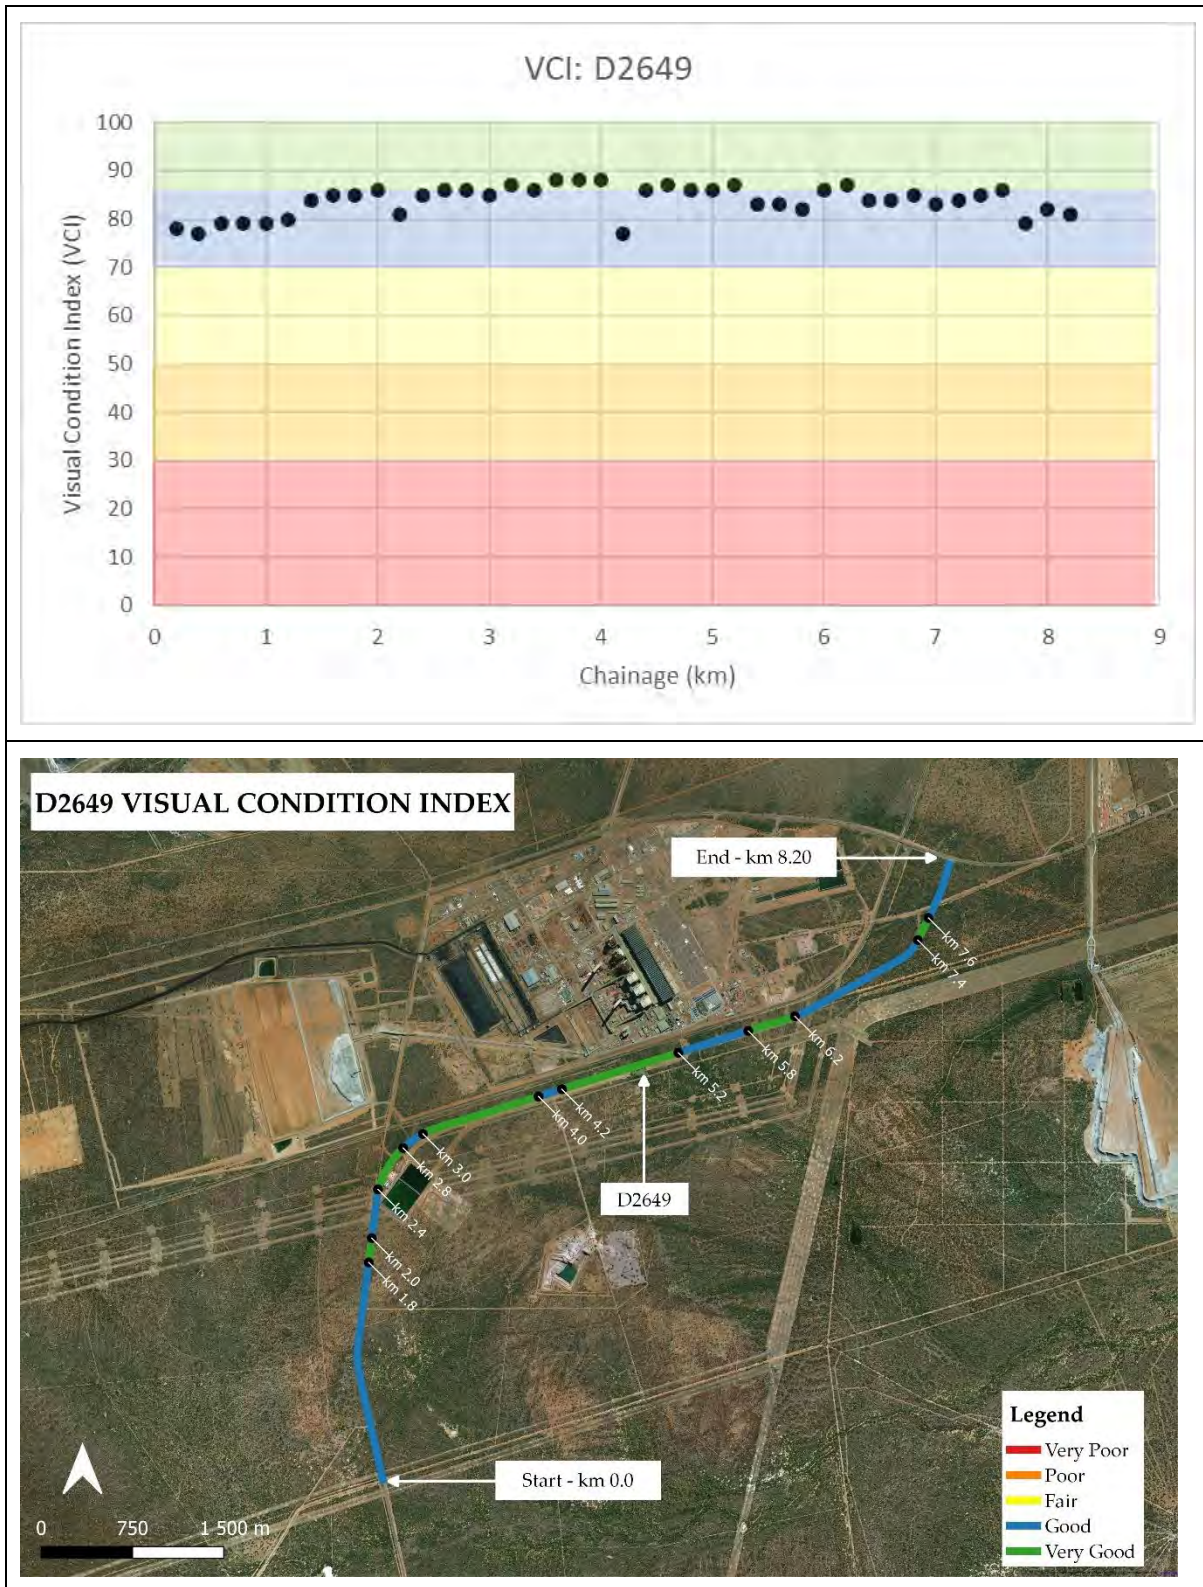 VCI: D2649
Visual Condition Index (VCI)
100
90
80
70
60
50
40
30
20
10
0
0 1 2 3 4 5 6 7 8 9
Chainage (km)
D2649 VISUAL CONDITION INDEX
End - km 8.20
km 7.6
km 7.4
km 6.2
km 5.8
km 5.2
km 4.2
km 4.0
km 3.0
km 2.8
D2649
km 2.4
km 2.0
km 1.8
Start - km 0.0
Legend
Very Poor
Poor
Fair
Good
Very Good
0 750 1 500 m